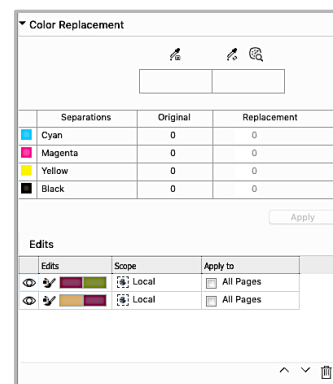 Color Replacement
Separations Original Replacement
Cyan 0 0
Magenta 0 0
Yellow 0 0
Black 0 0
Apply
Edits
Edits Scope Apply to
Local All Pages
Local All Pages